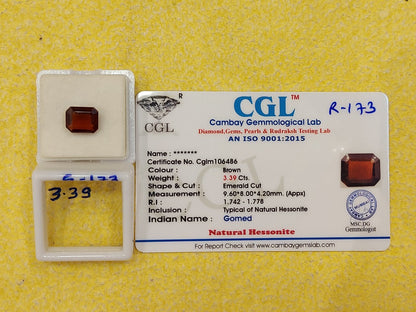 R
CGL
CGL™
Cambay Gemmological Lab
Diamond,Gems, Pearls & Rudraksh Testing Lab
AN ISO 9001:2015
R-173
Name : *******
Certificate No. Cglm106486
Colour : Brown
Weight : 3.39 Cts.
Shape & Cut : Emerald Cut
Measurement : 9.60*8.00*4.20mm. (Appx)
R.I : 1.742 - 1.778
Inclusion : Typical of Natural Hessonite
Indian Name : Gomed
Natural Hessonite
For Report Check visit www.cambaygemslab.com
MUMBAI
MSC.DG
Gemmologist
3.39